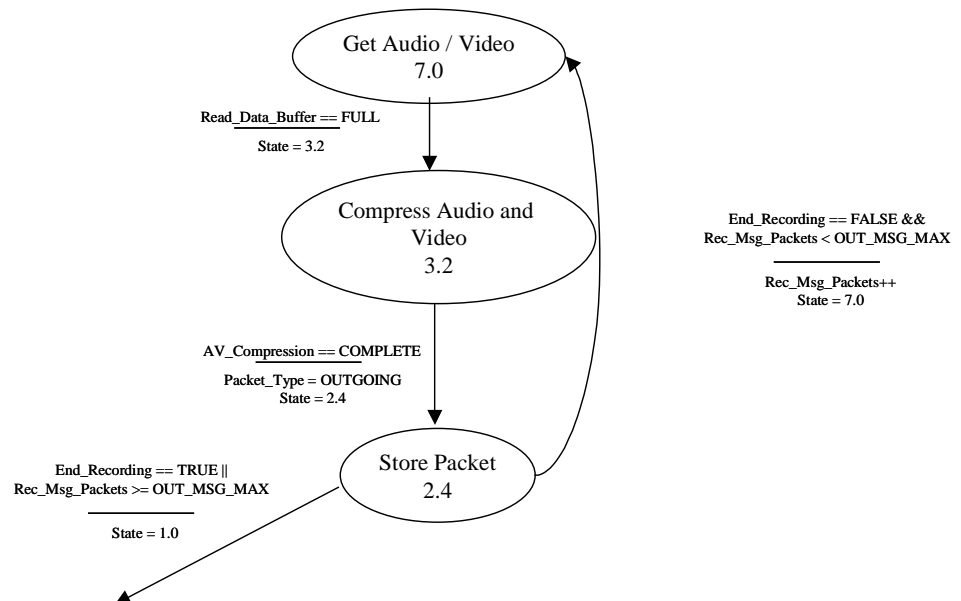 Get Audio / Video
7.0
Read_Data_Buffer == FULL
State = 3.2
Compress Audio and
Video
3.2
End_Recording == FALSE &&
Rec_Msg_Packets < OUT_MSG_MAX
Rec_Msg_Packets++
State = 7.0
AV_Compression == COMPLETE
Packet_Type = OUTGOING
State = 2.4
Store Packet
2.4
End_Recording == TRUE ||
Rec_Msg_Packets >= OUT_MSG_MAX
State = 1.0